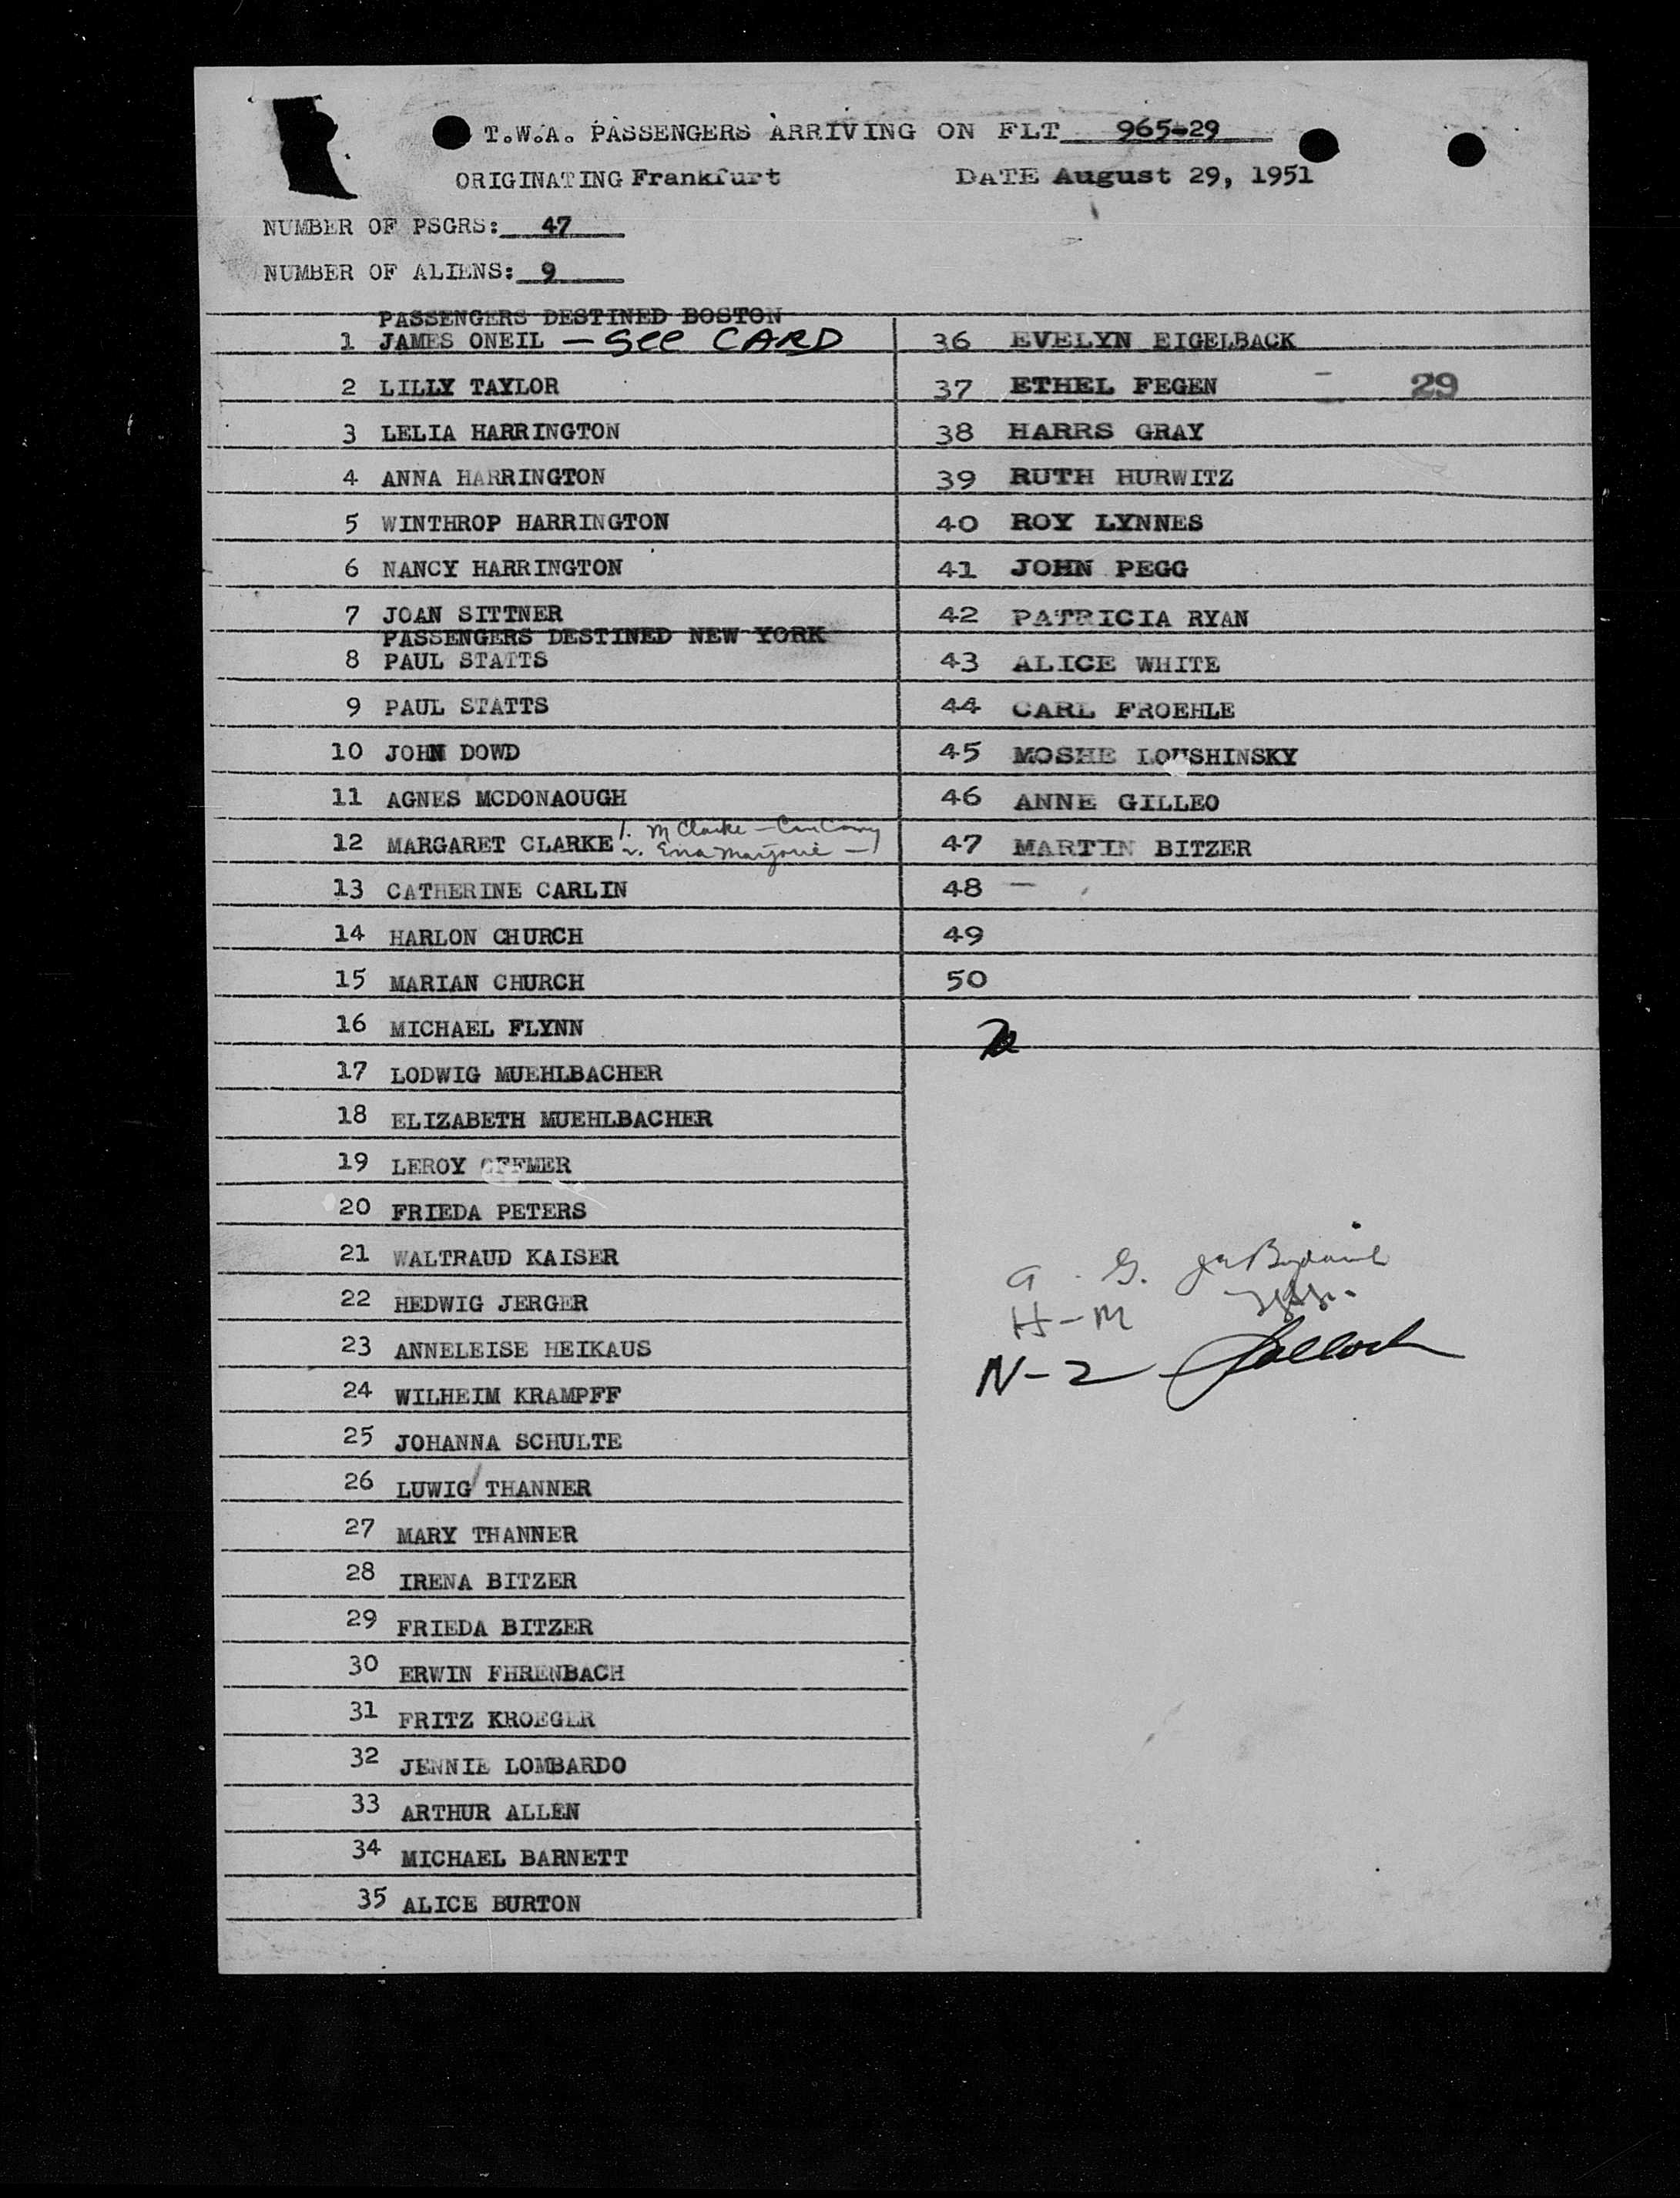 T.W.A. PASSENGERS ARRIVING ON FLT 965-29
ORIGINATING Frankfurt DATE August 29, 1951
NUMBER OF PSGRS: 47
NUMBER OF ALIENS: 9
PASSENGERS DESTINED BOSTON
1 JAMES ONEIL - See CARD
2 LILLY TAYLOR
3 LELIA HARRINGTON
4 ANNA HARRINGTON
5 WINTHROP HARRINGTON
6 NANCY HARRINGTON
7 JOAN SITTNER
PASSENGERS DESTINED NEW YORK
8 PAUL STATTS
9 PAUL STATTS
10 JOHN DOWD
11 AGNES MCDONAOUGH
12 MARGARET CLARKE 1. M Clarke
13 CATHERINE CARLIN
14 HARLON CHURCH
15 MARIAN CHURCH
16 MICHAEL FLYNN
17 LODWIG MUEHLBACHER
18 ELIZABETH MUEHLBACHER
19 LEROY
20 FRIEDA PETERS
21 WALTRAUD KAISER
22 HEDWIG JERGER
23 ANNELEISE HEIKAUS
24 WILHEIM KRAMPFF
25 JOHANNA SCHULTE
26 LUWIG THANNER
27 MARY THANNER
28 IRENA BITZER
29 FRIEDA BITZER
30 ERWIN FHRENBACH
31 FRITZ KROEGER
32 JENNIE LOMBARDO
33 ARTHUR ALLEN
34 MICHAEL BARNETT
35 ALICE BURTON
36 EVELYN EIGELBACK
37 ETHEL FEGEN 29
38 HARRS GRAY
39 RUTH HURWITZ
40 ROY LYNNES
41 JOHN PEGG
42 PATRICIA RYAN
43 ALICE WHITE
44 CARL FROEHLE
45 MOSHE
46 ANNE GILLEO
47 MARTIN BITZER
48 -
49
50
H-M
N-2